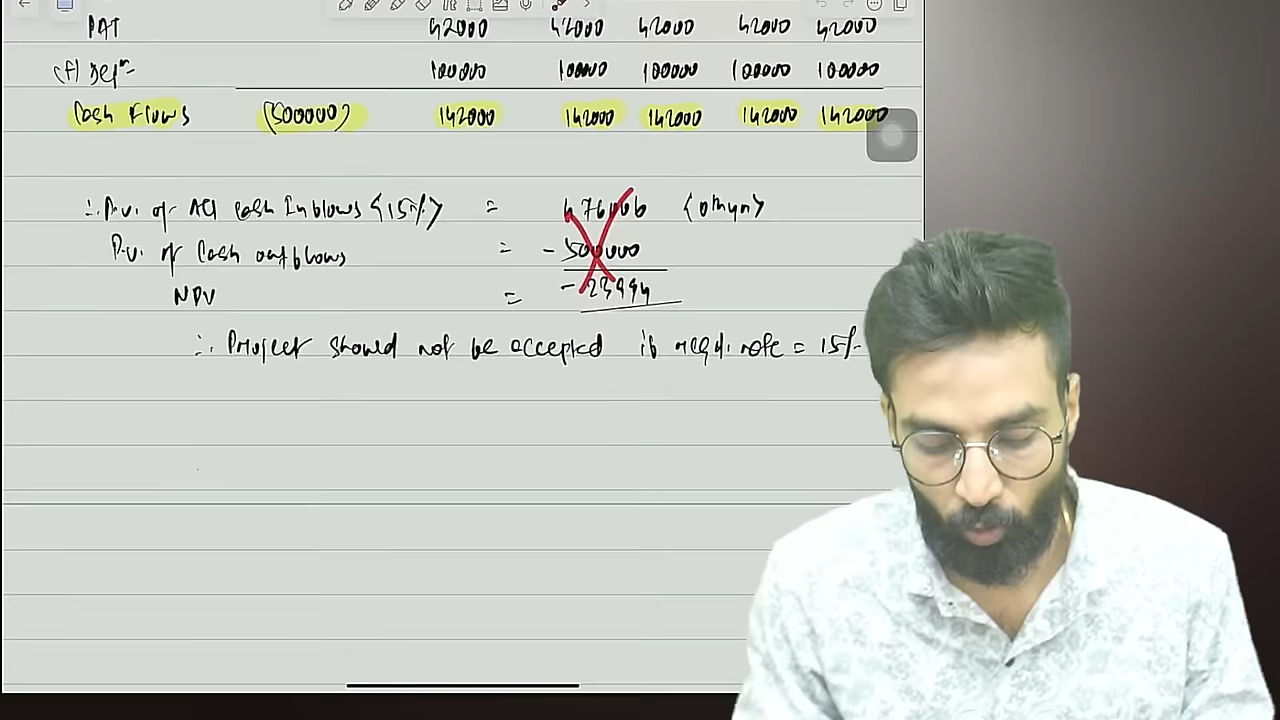 PAT 42000 42000 42000 42000 42000
(+) Depn 100000 100000 100000 100000 100000
Cash Flows (500000) 142000 142000 142000 142000 142000
∴ P.v. of All Cash Inflows {15%} = 476006
P.v. of Cash outflows = - 500000
NPV = - 23994
∴ Project should not be accepted if reqd. rate = 15%